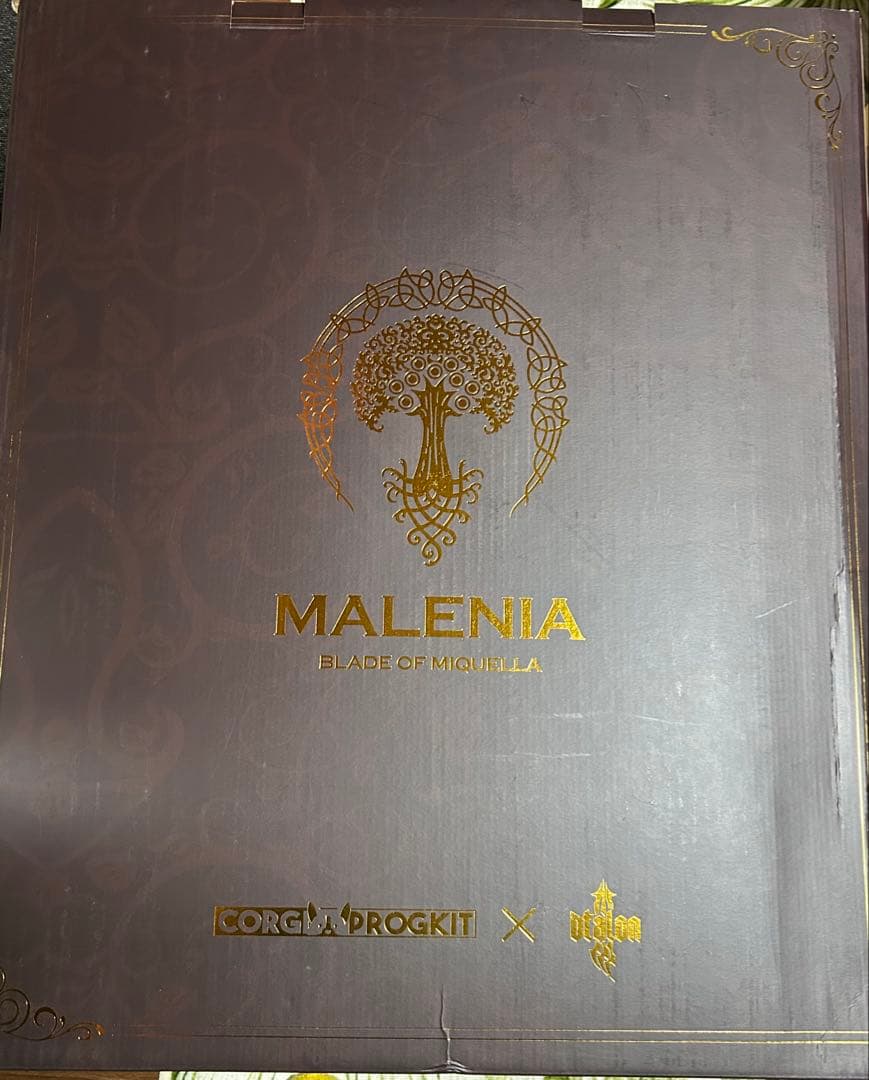 MALENIA
BLADE OF MIQUELLA
CORGI PROGKIT X